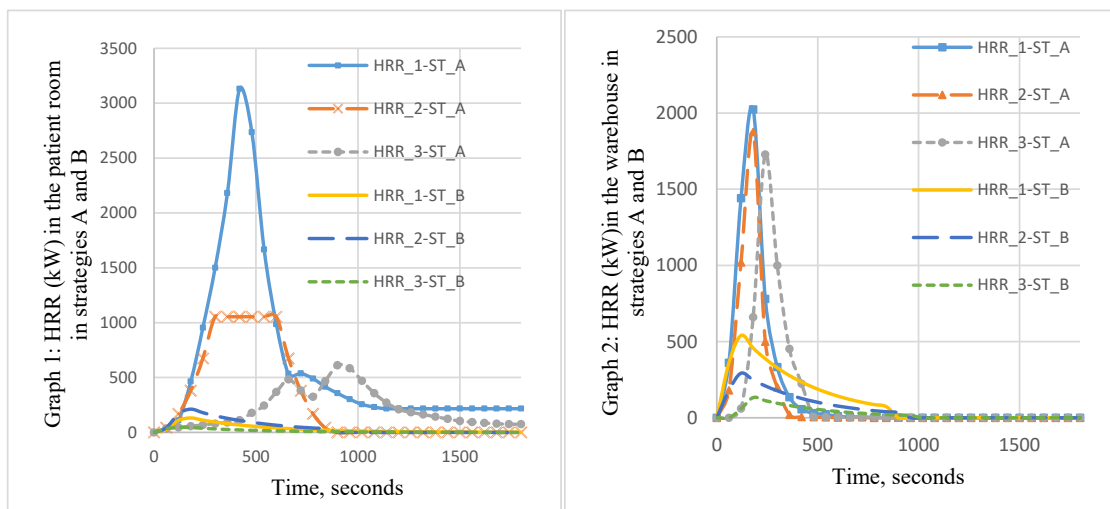 Graph 1: HRR (kW) in the patient room
in strategies A and B
3500
3000
2500
2000
1500
1000
500
0
HRR_1-ST_A
HRR_2-ST_A
HRR_3-ST_A
HRR_1-ST_B
HRR_2-ST_B
HRR_3-ST_B
0 500 1000 1500
Time, seconds
Graph 2: HRR (kW)in the warehouse in
strategies A and B
2500
2000
1500
1000
500
0
HRR_1-ST_A
HRR_2-ST_A
HRR_3-ST_A
HRR_1-ST_B
HRR_2-ST_B
HRR_3-ST_B
0 500 1000 1500
Time, seconds